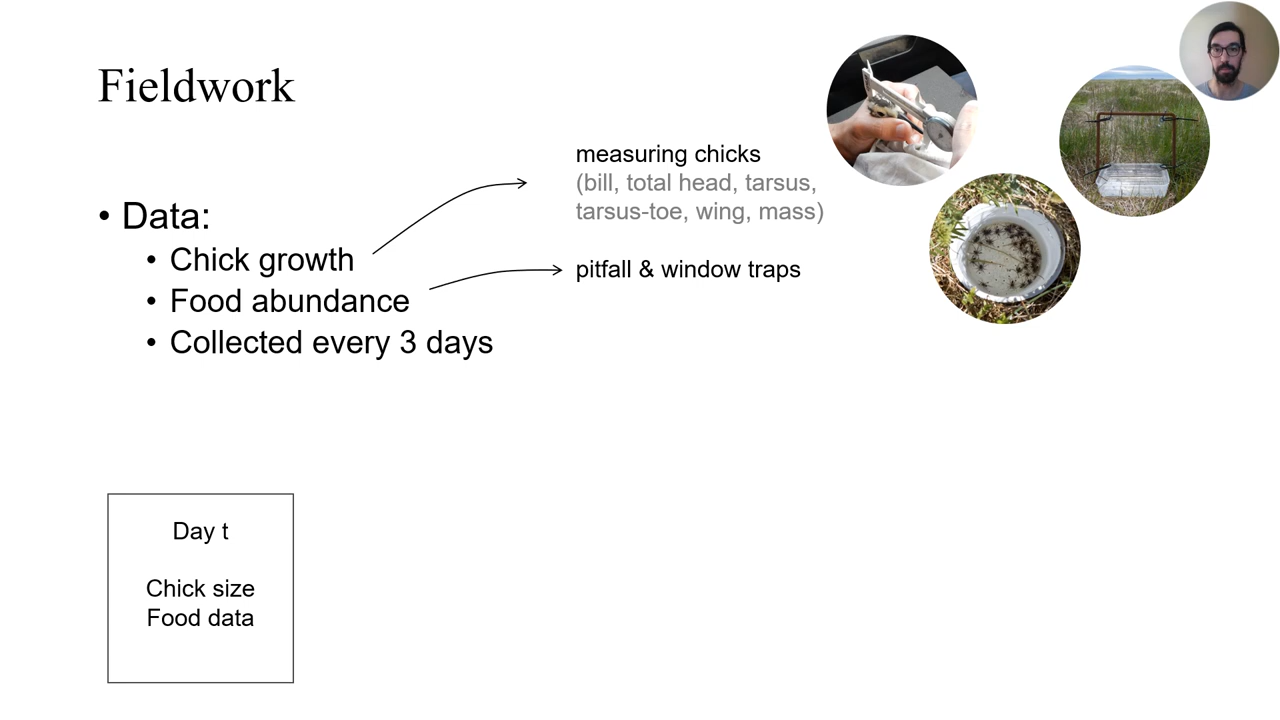 Fieldwork
• Data:
• Chick growth
• Food abundance
• Collected every 3 days
measuring chicks
(bill, total head, tarsus,
tarsus-toe, wing, mass)
pitfall & window traps
Day t
Chick size
Food data